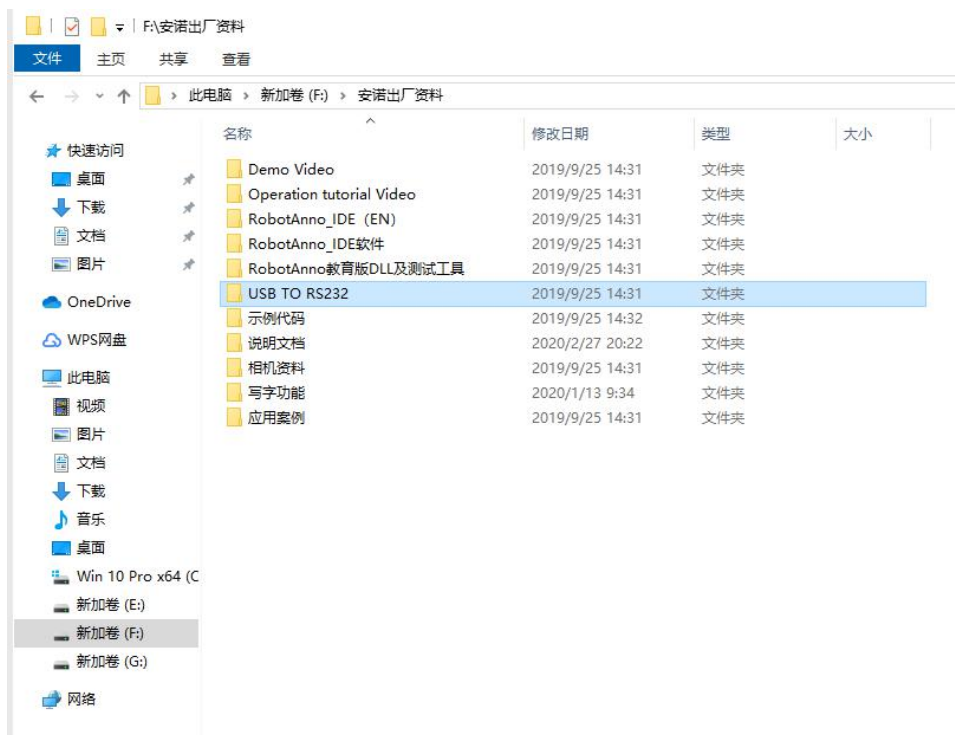 F:\安诺出厂资料
文件 主页 共享 查看
此电脑 › 新加卷 (F:) › 安诺出厂资料
名称 修改日期 类型 大小
快速访问
桌面
下载
文档
图片
OneDrive
WPS网盘
此电脑
视频
图片
文档
下载
音乐
桌面
Win 10 Pro x64 (C
新加卷 (E:)
新加卷 (F:)
新加卷 (G:)
网络
Demo Video 2019/9/25 14:31 文件夹
Operation tutorial Video 2019/9/25 14:31 文件夹
RobotAnno_IDE（EN） 2019/9/25 14:31 文件夹
RobotAnno_IDE软件 2019/9/25 14:31 文件夹
RobotAnno教育版DLL及测试工具 2019/9/25 14:31 文件夹
USB TO RS232 2019/9/25 14:31 文件夹
示例代码 2019/9/25 14:32 文件夹
说明文档 2020/2/27 20:22 文件夹
相机资料 2019/9/25 14:31 文件夹
写字功能 2020/1/13 9:34 文件夹
应用案例 2019/9/25 14:31 文件夹